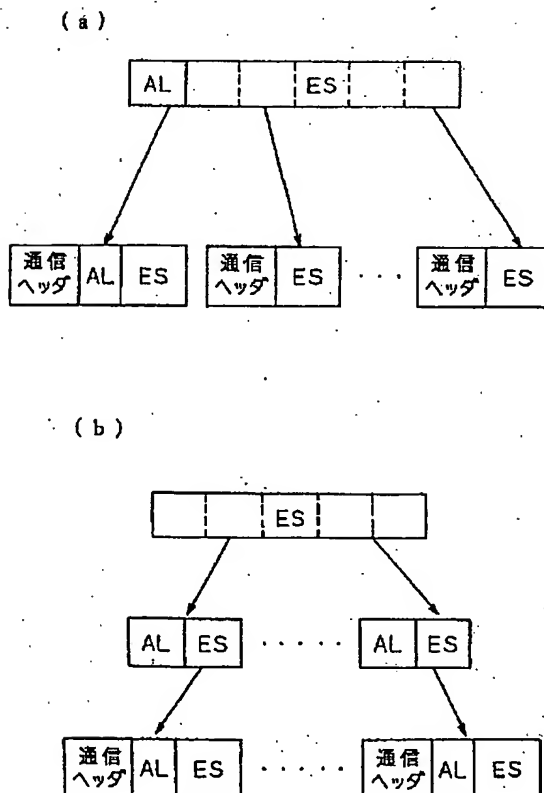 (a)
AL ES
通信ヘッダ AL ES 通信ヘッダ ES ・・・ 通信ヘッダ ES
(b)
ES
AL ES ・・・・・ AL ES
通信ヘッダ AL ES ・・・・・ 通信ヘッダ AL ES